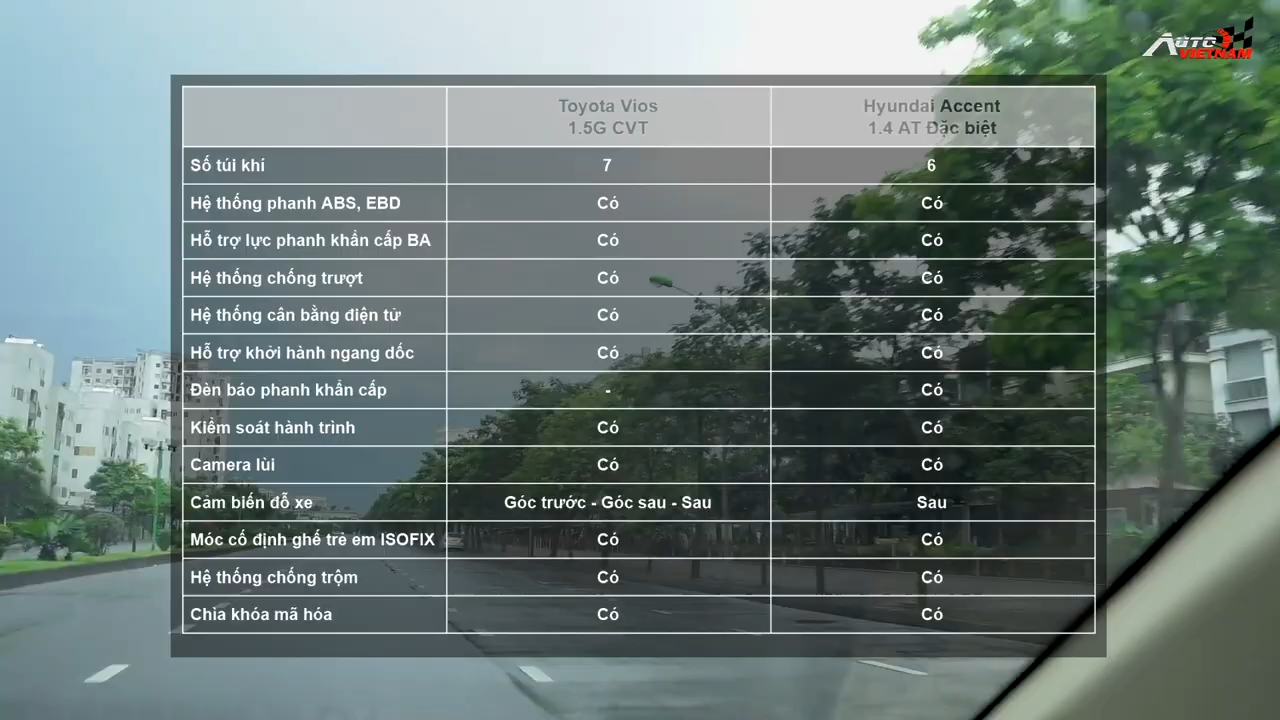 AUTO
VIETNAM
Toyota Vios Hyundai Accent
1.5G CVT 1.4 AT Đặc biệt
Số túi khí 7 6
Hệ thống phanh ABS, EBD Có Có
Hỗ trợ lực phanh khẩn cấp BA Có Có
Hệ thống chống trượt Có Có
Hệ thống cân bằng điện tử Có Có
Hỗ trợ khởi hành ngang dốc Có Có
Đèn báo phanh khẩn cấp - Có
Kiểm soát hành trình Có Có
Camera lùi Có Có
Cảm biến đỗ xe Góc trước - Góc sau - Sau Sau
Móc cố định ghế trẻ em ISOFIX Có Có
Hệ thống chống trộm Có Có
Chìa khóa mã hóa Có Có